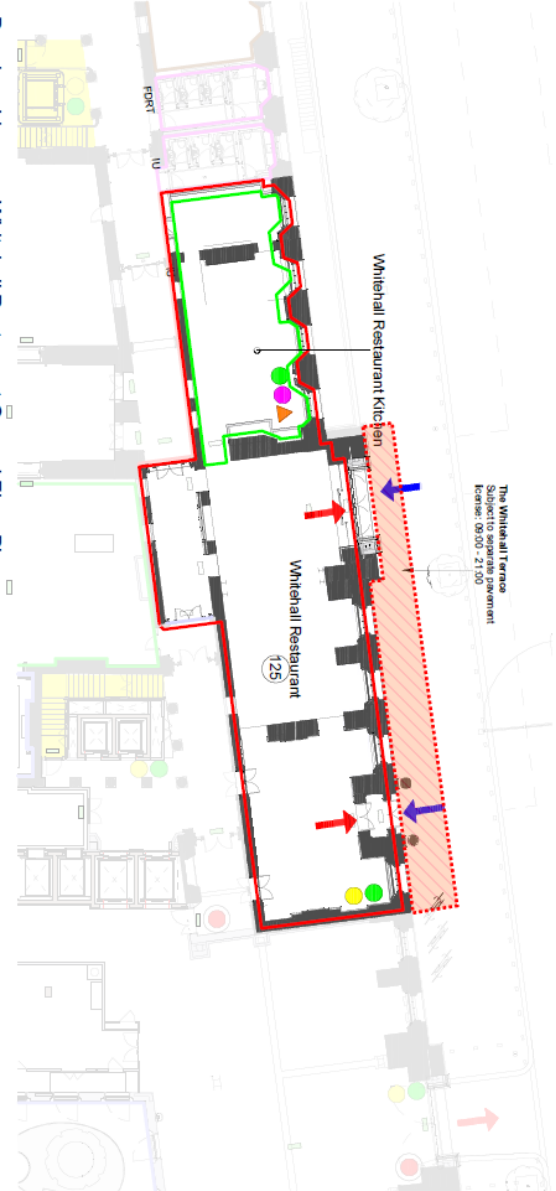 The Whitehall Terrace
Subject to separate pavement
license: 09:00 - 21:00
Whitehall Restaurant Kitchen
Whitehall Restaurant
125
FDRT
IU